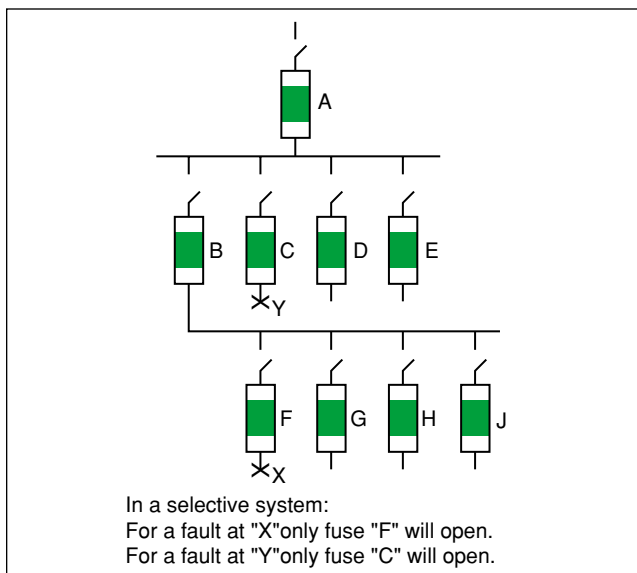 A
B C D E
Y
F G H J
X
In a selective system:
For a fault at "X"only fuse "F" will open.
For a fault at "Y"only fuse "C" will open.